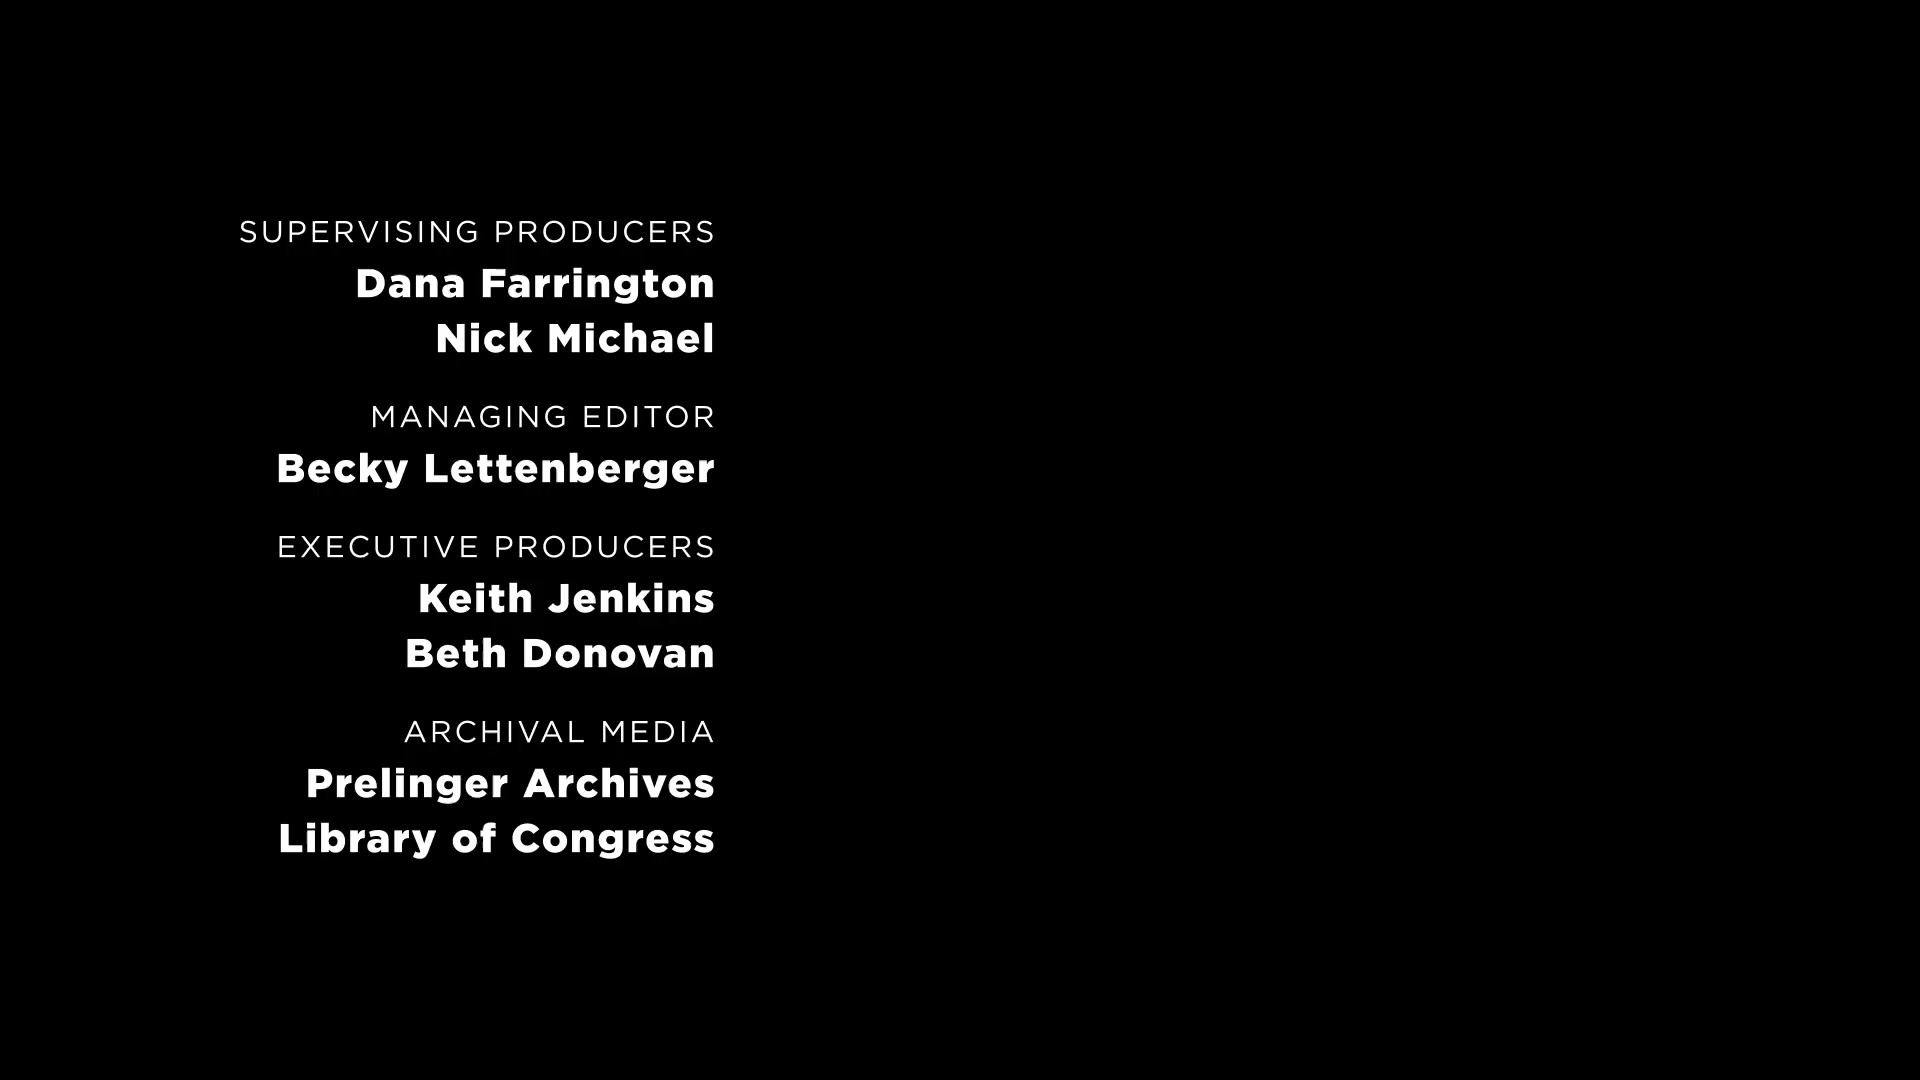 SUPERVISING PRODUCERS
Dana Farrington
Nick Michael
MANAGING EDITOR
Becky Lettenberger
EXECUTIVE PRODUCERS
Keith Jenkins
Beth Donovan
ARCHIVAL MEDIA
Prelinger Archives
Library of Congress